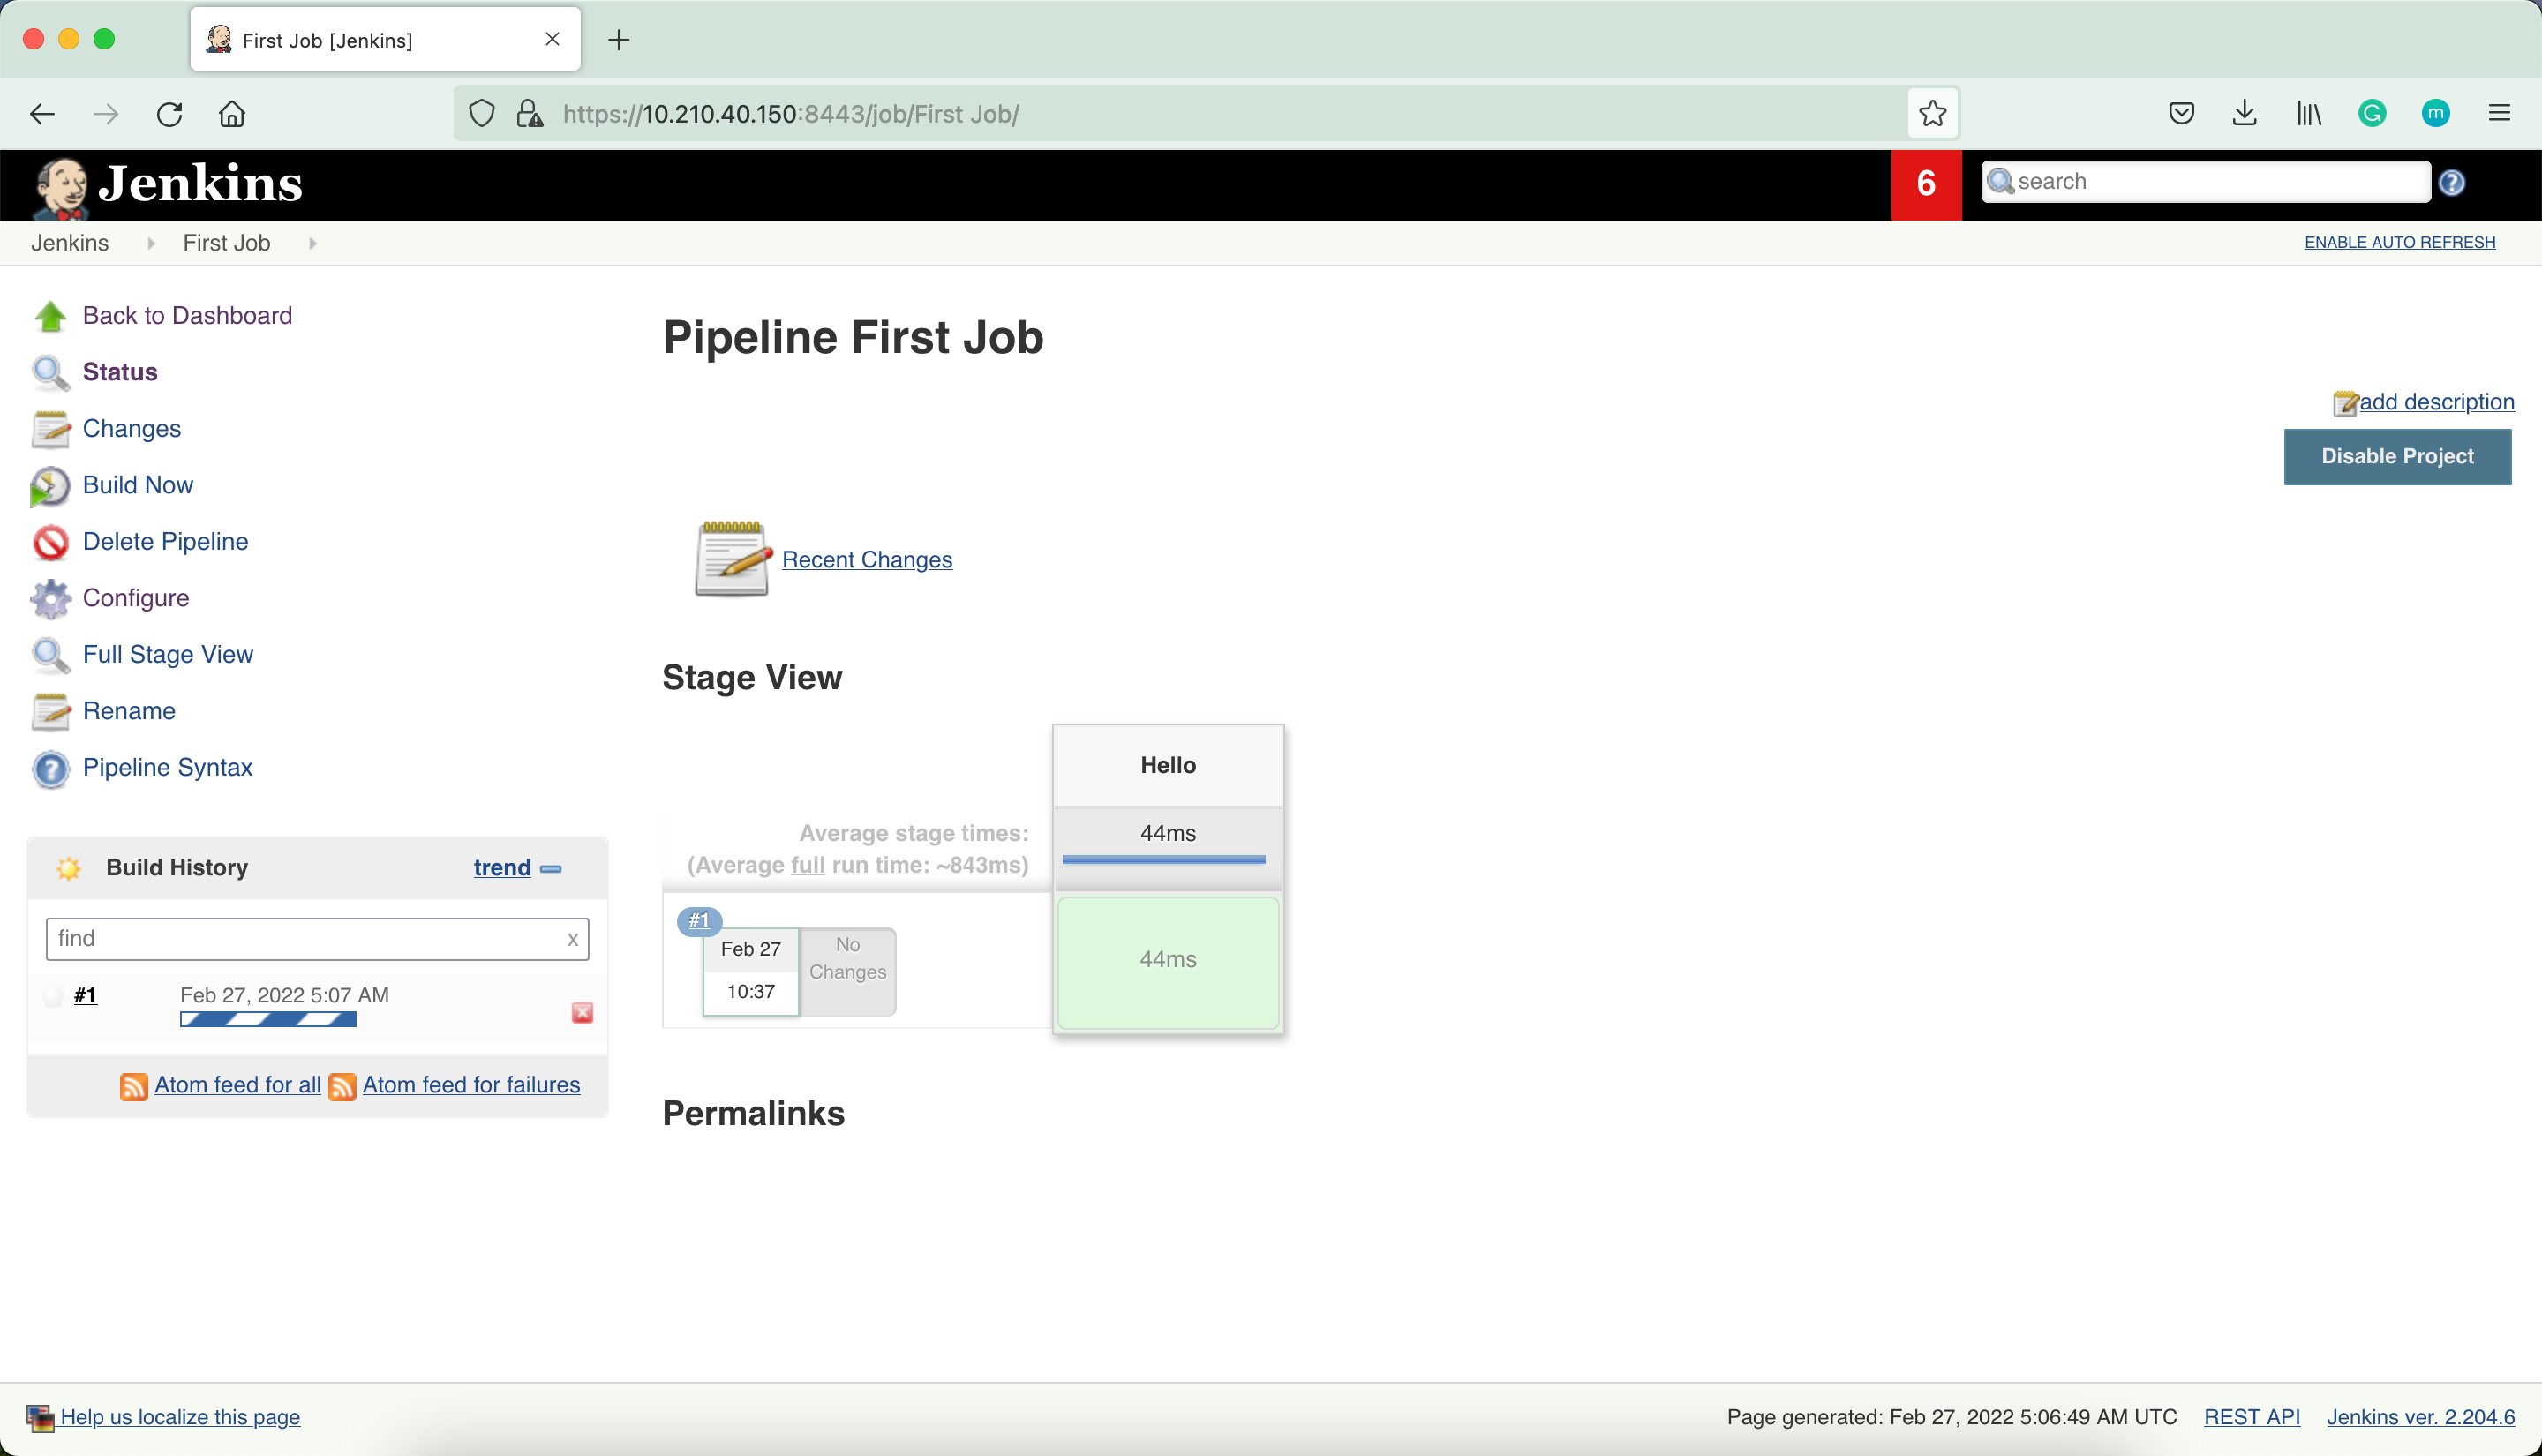 First Job [Jenkins]
https://10.210.40.150:8443/job/First Job/
m
Jenkins
6
search
Jenkins
First Job
ENABLE AUTO REFRESH
Back to Dashboard
Status
Changes
Build Now
Delete Pipeline
Configure
Full Stage View
Rename
Pipeline Syntax
Build History
trend
find
x
#1
Feb 27, 2022 5:07 AM
Atom feed for all
Atom feed for failures
Pipeline First Job
add description
Disable Project
Recent Changes
Stage View
Hello
Average stage times:
(Average full run time: ~843ms)
44ms
#1
Feb 27
10:37
No
Changes
44ms
Permalinks
Help us localize this page
Page generated: Feb 27, 2022 5:06:49 AM UTC
REST API
Jenkins ver. 2.204.6